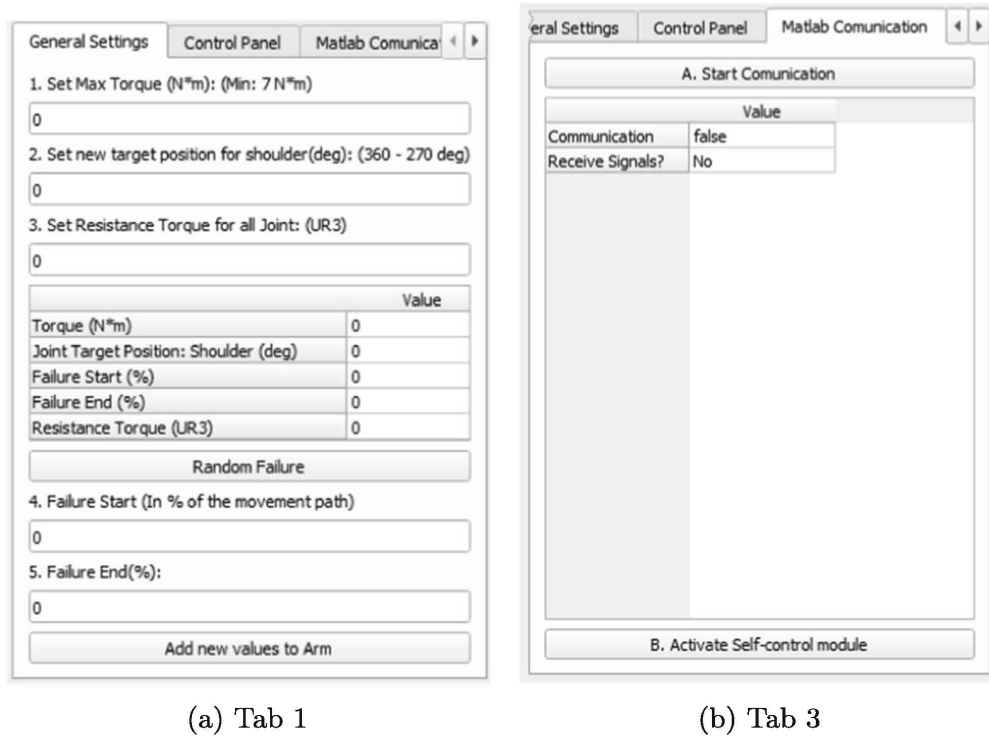 General Settings Control Panel Matlab Comunica
1. Set Max Torque (N*m): (Min: 7 N*m)
0
2. Set new target position for shoulder(deg): (360 - 270 deg)
0
3. Set Resistance Torque for all Joint: (UR3)
0
Value
Torque (N*m) 0
Joint Target Position: Shoulder (deg) 0
Failure Start (%) 0
Failure End (%) 0
Resistance Torque (UR3) 0
Random Failure
4. Failure Start (In % of the movement path)
0
5. Failure End(%):
0
Add new values to Arm
(a) Tab 1
eral Settings Control Panel Matlab Comunication
A. Start Comunication
Value
Communication false
Receive Signals? No
B. Activate Self-control module
(b) Tab 3